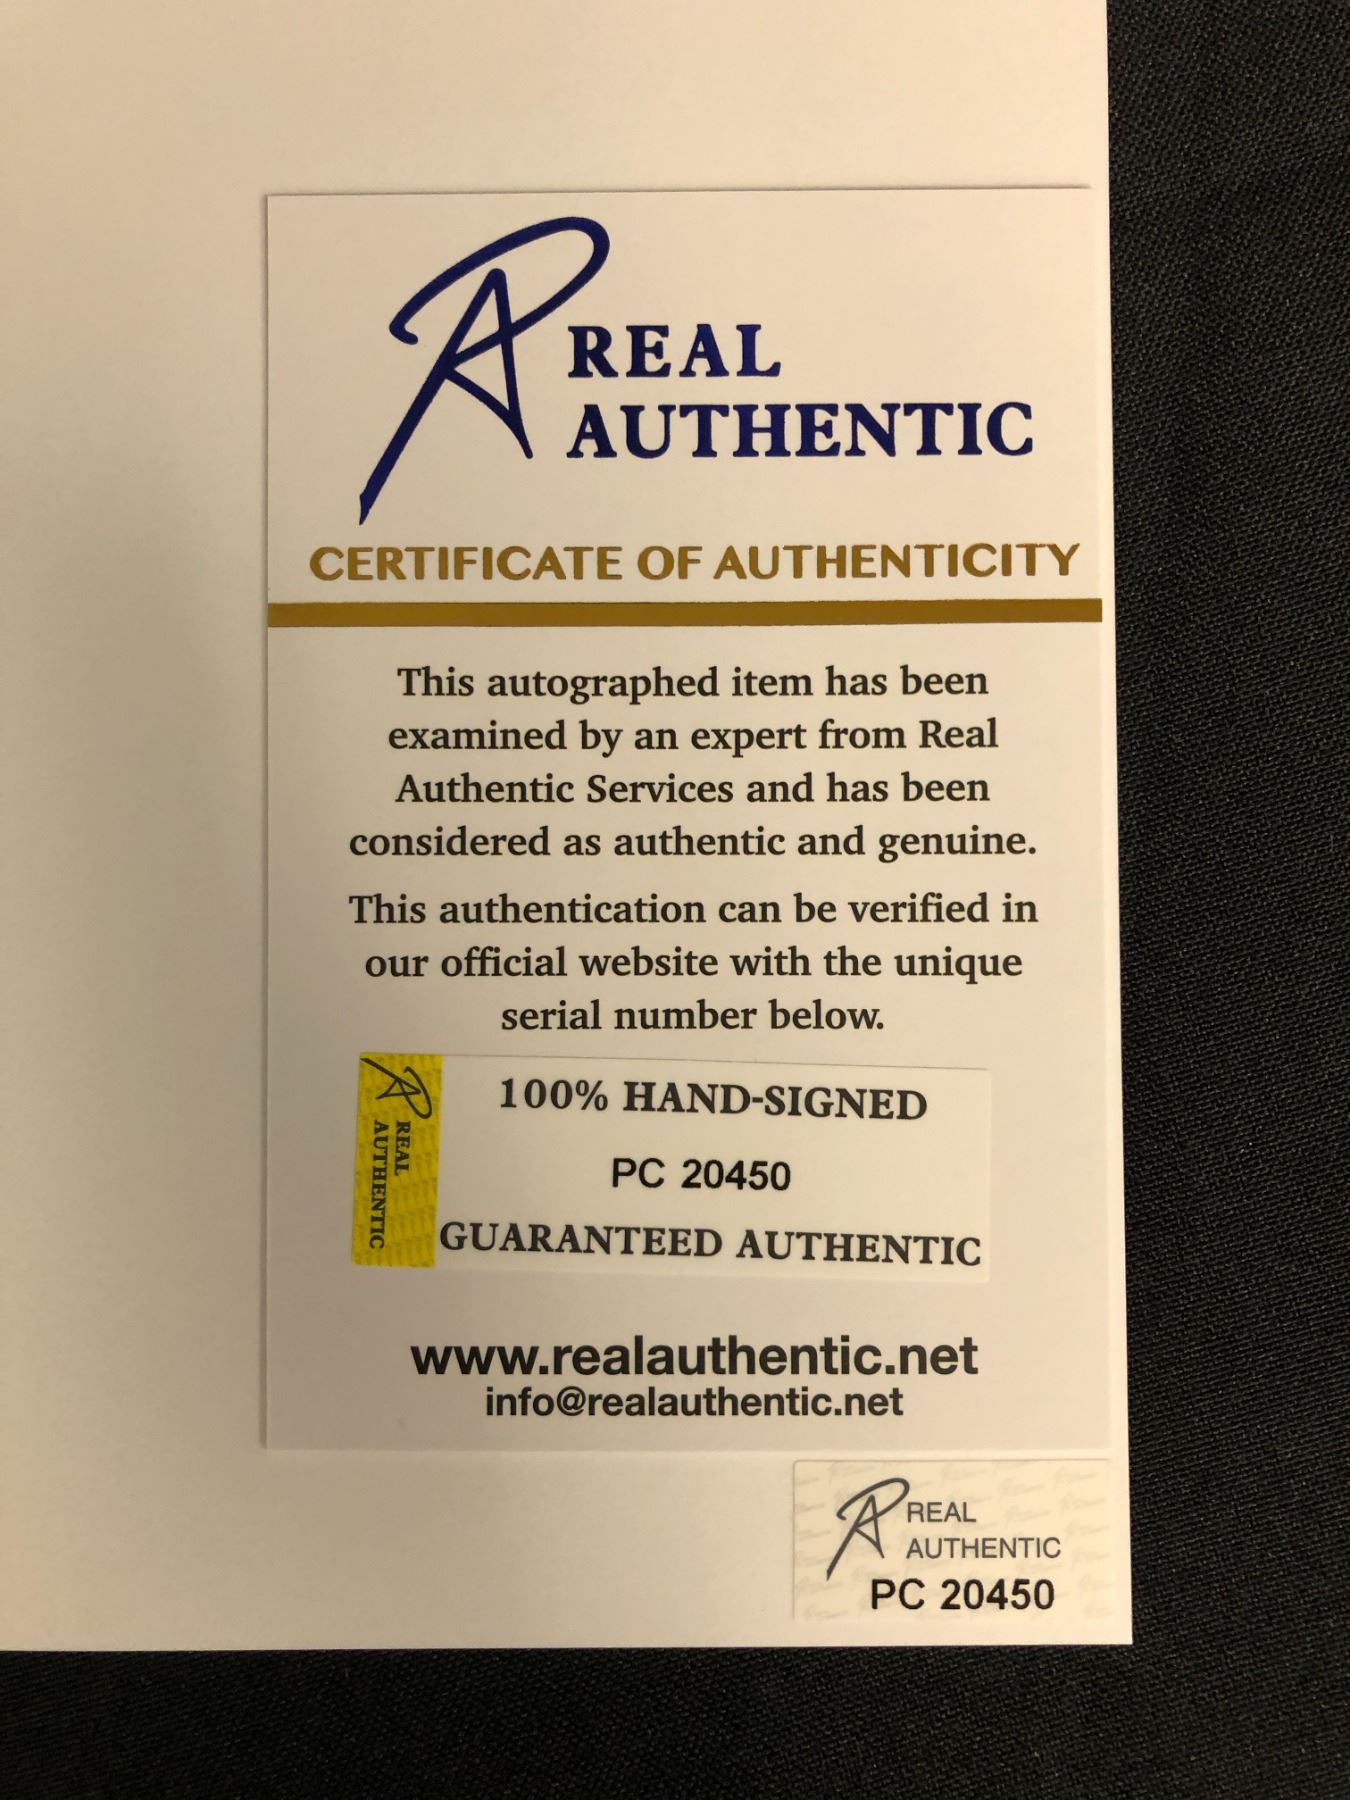 REAL
AUTHENTIC
CERTIFICATE OF AUTHENTICITY
This autographed item has been
examined by an expert from Real
Authentic Services and has been
considered as authentic and genuine.
This authentication can be verified in
our official website with the unique
serial number below.
REAL
AUTHENTIC
100% HAND-SIGNED
PC 20450
GUARANTEED AUTHENTIC
www.realauthentic.net
info@realauthentic.net
REAL
AUTHENTIC
PC 20450